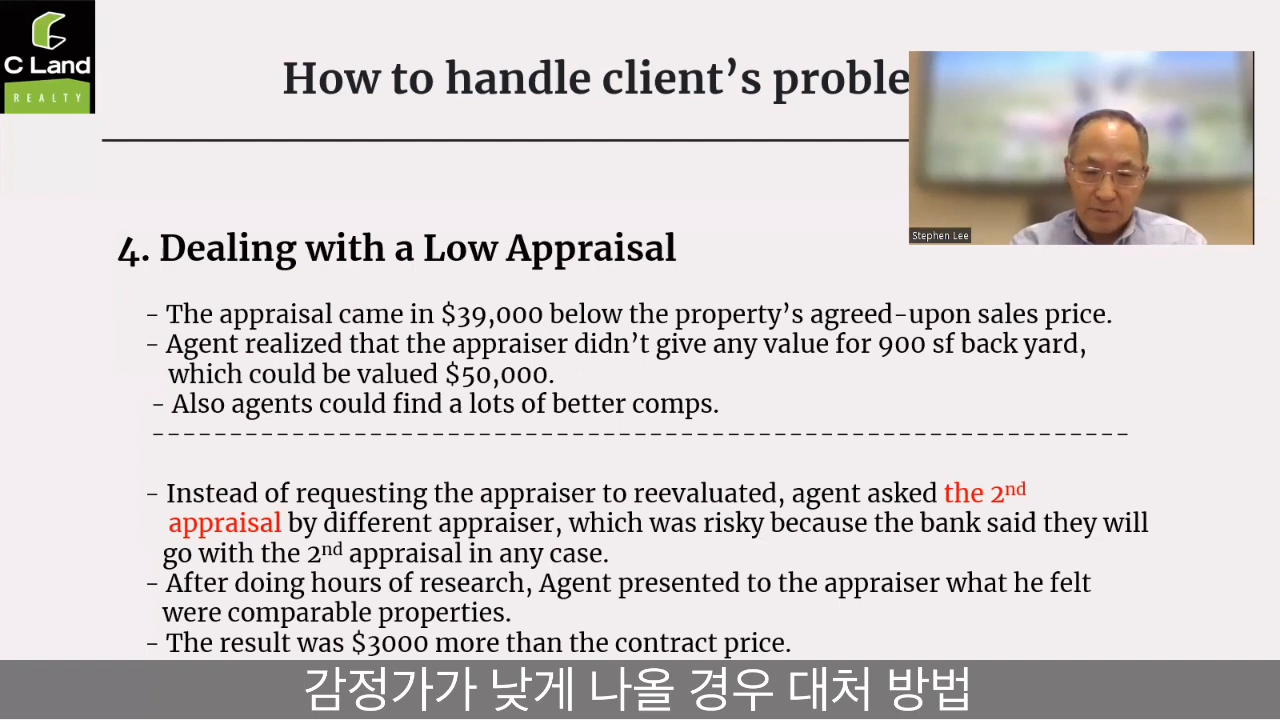 C Land
REALTY
How to handle client’s proble
Stephen Lee
4. Dealing with a Low Appraisal
- The appraisal came in $39,000 below the property’s agreed-upon sales price.
- Agent realized that the appraiser didn’t give any value for 900 sf back yard,
which could be valued $50,000.
- Also agents could find a lots of better comps.
----------------------------------------------------------------
- Instead of requesting the appraiser to reevaluated, agent asked the 2nd
appraisal by different appraiser, which was risky because the bank said they will
go with the 2nd appraisal in any case.
- After doing hours of research, Agent presented to the appraiser what he felt
were comparable properties.
- The result was $3000 more than the contract price.
감정가가 낮게 나올 경우 대처 방법